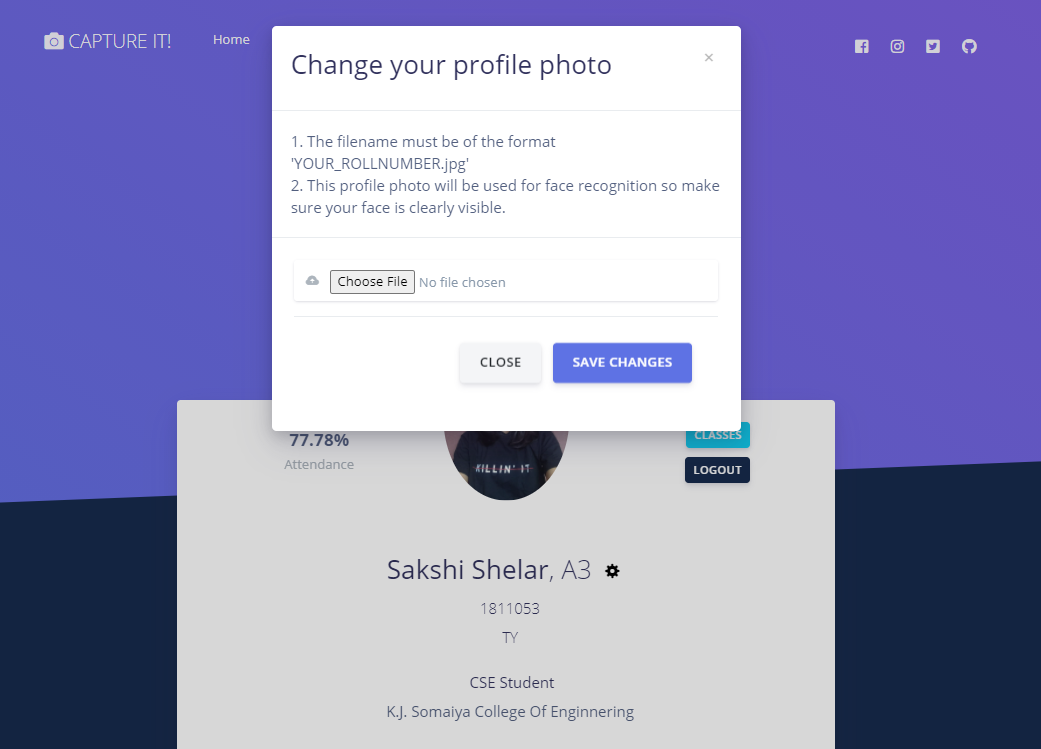 CAPTURE IT!
Home
Change your profile photo
×
1. The filename must be of the format
'YOUR_ROLLNUMBER.jpg'
2. This profile photo will be used for face recognition so make
sure your face is clearly visible.
Choose File No file chosen
CLOSE
SAVE CHANGES
77.78%
Attendance
KILLIN' IT
CLASSES
LOGOUT
Sakshi Shelar, A3
1811053
TY
CSE Student
K.J. Somaiya College Of Enginnering